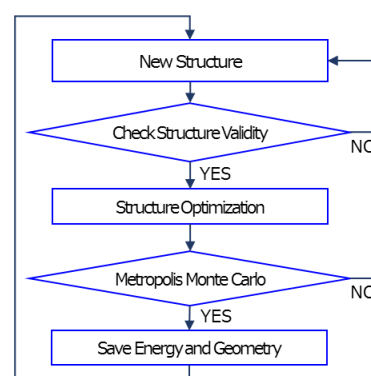 New Structure
Check Structure Validity
NO
YES
Structure Optimization
Metropolis Monte Carlo
NO
YES
Save Energy and Geometry